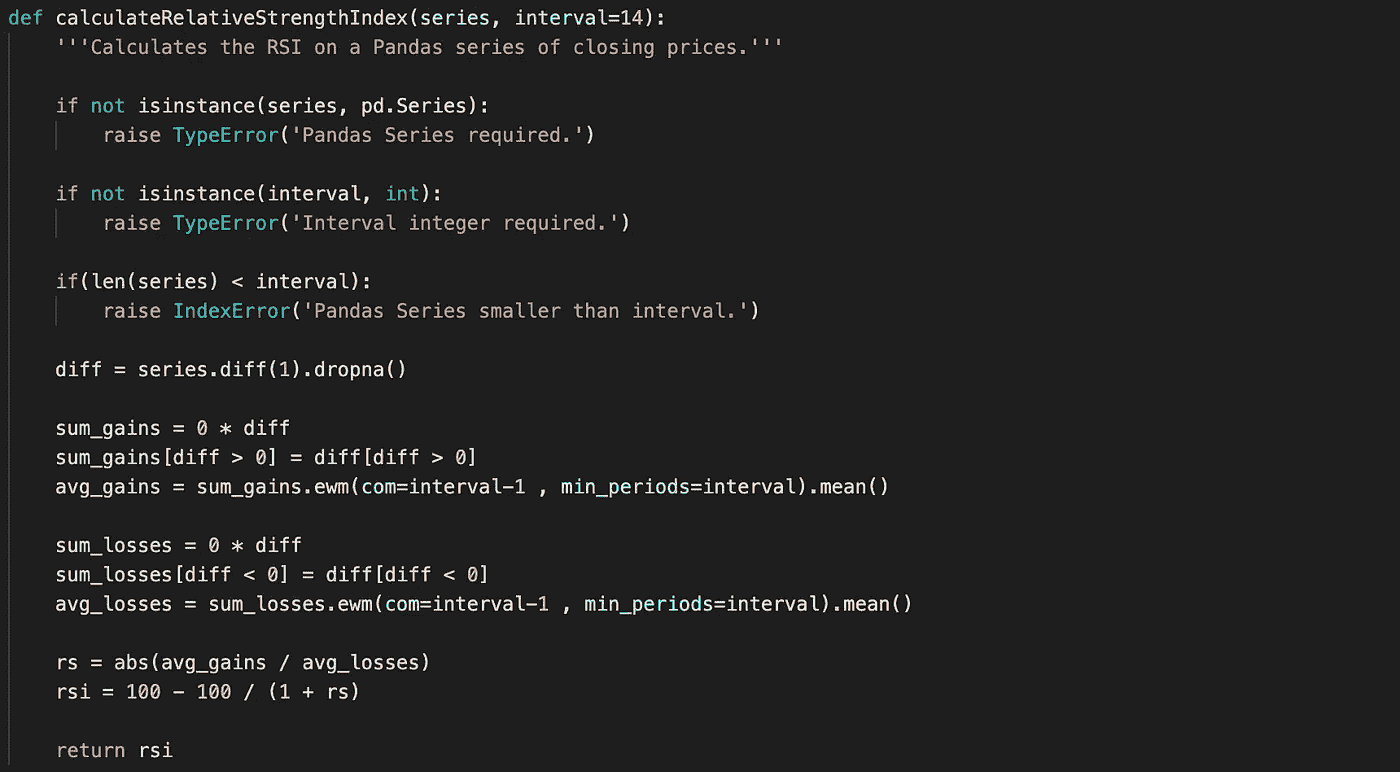 def calculateRelativeStrengthIndex(series, interval=14):
    '''Calculates the RSI on a Pandas series of closing prices.'''

    if not isinstance(series, pd.Series):
        raise TypeError('Pandas Series required.')

    if not isinstance(interval, int):
        raise TypeError('Interval integer required.')

    if(len(series) < interval):
        raise IndexError('Pandas Series smaller than interval.')

    diff = series.diff(1).dropna()

    sum_gains = 0 * diff
    sum_gains[diff > 0] = diff[diff > 0]
    avg_gains = sum_gains.ewm(com=interval-1 , min_periods=interval).mean()

    sum_losses = 0 * diff
    sum_losses[diff < 0] = diff[diff < 0]
    avg_losses = sum_losses.ewm(com=interval-1 , min_periods=interval).mean()

    rs = abs(avg_gains / avg_losses)
    rsi = 100 - 100 / (1 + rs)

    return rsi